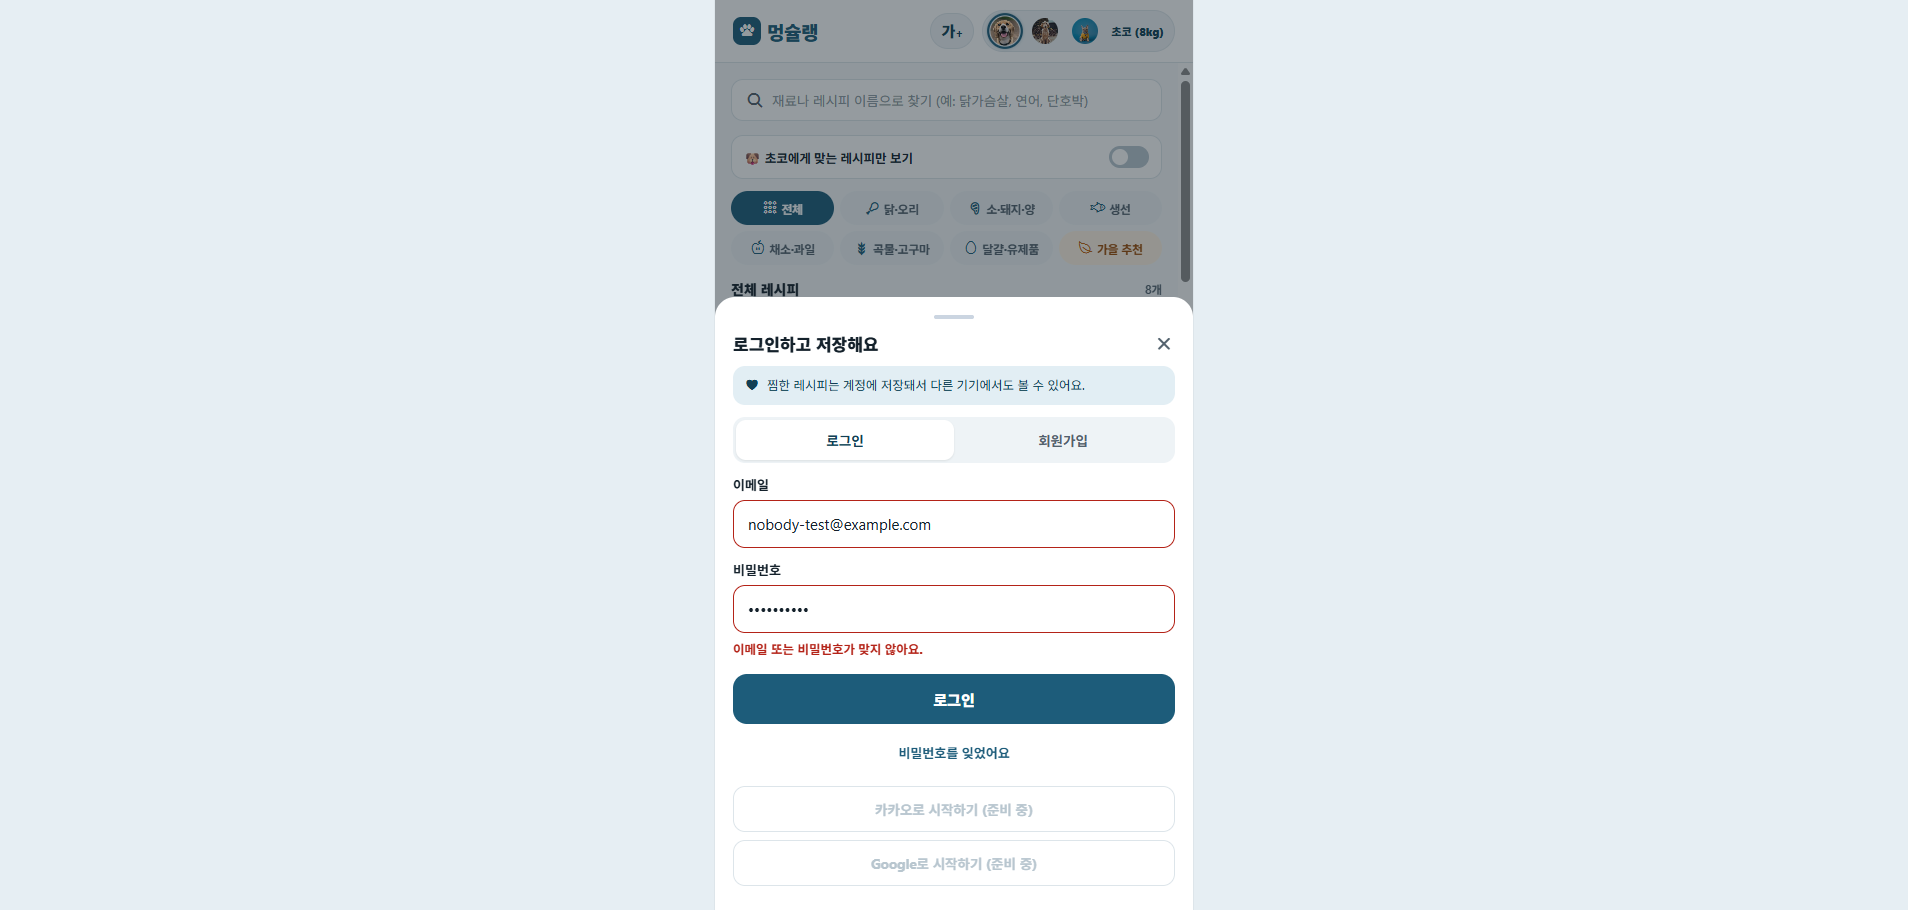 멍슐랭
가+
초코 (8kg)
재료나 레시피 이름으로 찾기 (예: 닭가슴살, 연어, 단호박)
초코에게 맞는 레시피만 보기
전체
닭·오리
소·돼지·양
생선
채소·과일
곡물·고구마
달걀·유제품
가을 추천
전체 레시피
8개
로그인하고 저장해요
찜한 레시피는 계정에 저장돼서 다른 기기에서도 볼 수 있어요.
로그인
회원가입
이메일
nobody-test@example.com
비밀번호
이메일 또는 비밀번호가 맞지 않아요.
로그인
비밀번호를 잊었어요
카카오로 시작하기 (준비 중)
Google로 시작하기 (준비 중)